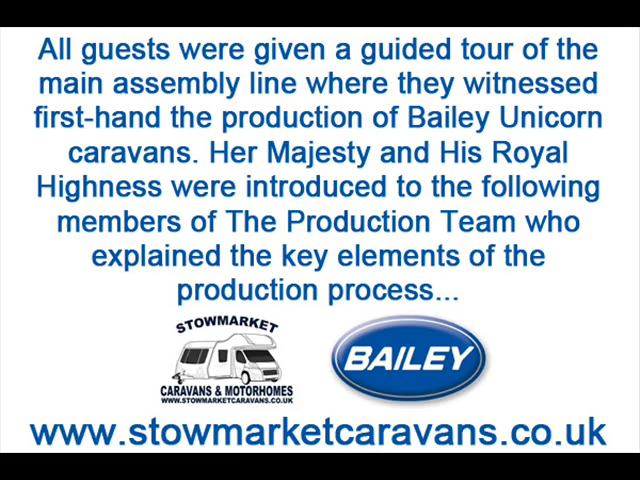 All guests were given a guided tour of the
main assembly line where they witnessed
first-hand the production of Bailey Unicorn
caravans. Her Majesty and His Royal
Highness were introduced to the following
members of The Production Team who
explained the key elements of the
production process...
STOWMARKET
CARAVANS & MOTORHOMES
WWW.STOWMARKETCARAVANS.CO.UK
BAILEY
www.stowmarketcaravans.co.uk